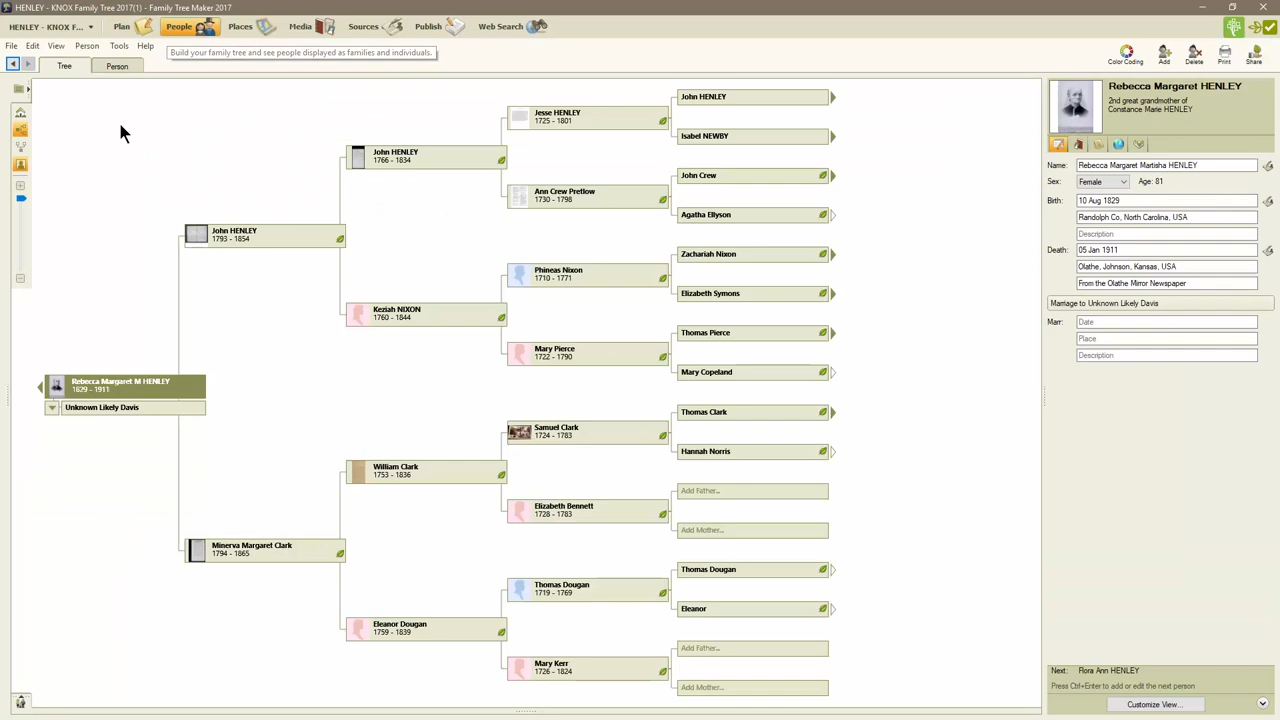 HENLEY - KNOX Family Tree 2017(1) - Family Tree Maker 2017
HENLEY - KNOX F...
Plan
People
Places
Media
Sources
Publish
Web Search
File Edit View Person Tools Help
Build your family tree and see people displayed as families and individuals.
Color Coding Add Delete Print Share
Tree Person
Rebecca Margaret M HENLEY
1829 - 1911
Unknown Likely Davis
John HENLEY
1793 - 1854
Minerva Margaret Clark
1794 - 1865
John HENLEY
1766 - 1834
Keziah NIXON
1760 - 1844
William Clark
1753 - 1836
Eleanor Dougan
1759 - 1839
Jesse HENLEY
1725 - 1801
Ann Crew Pretlow
1730 - 1798
Phineas Nixon
1710 - 1771
Mary Pierce
1722 - 1790
Samuel Clark
1724 - 1783
Elizabeth Bennett
1728 - 1783
Thomas Dougan
1719 - 1769
Mary Kerr
1726 - 1824
John HENLEY
Isabel NEWBY
John Crew
Agatha Ellyson
Zachariah Nixon
Elizabeth Symons
Thomas Pierce
Mary Copeland
Thomas Clark
Hannah Norris
Add Father...
Add Mother...
Thomas Dougan
Eleanor
Add Father...
Add Mother...
Rebecca Margaret HENLEY
2nd great grandmother of
Constance Marie HENLEY
Name: Rebecca Margaret Martisha HENLEY
Sex: Female Age: 81
Birth: 10 Aug 1829
Randolph Co, North Carolina, USA
Description
Death: 05 Jan 1911
Olathe, Johnson, Kansas, USA
From the Olathe Mirror Newspaper
Marriage to Unknown Likely Davis
Marr: Date
Place
Description
Next: Flora Ann HENLEY
Press Ctrl+Enter to add or edit the next person
Customize View...